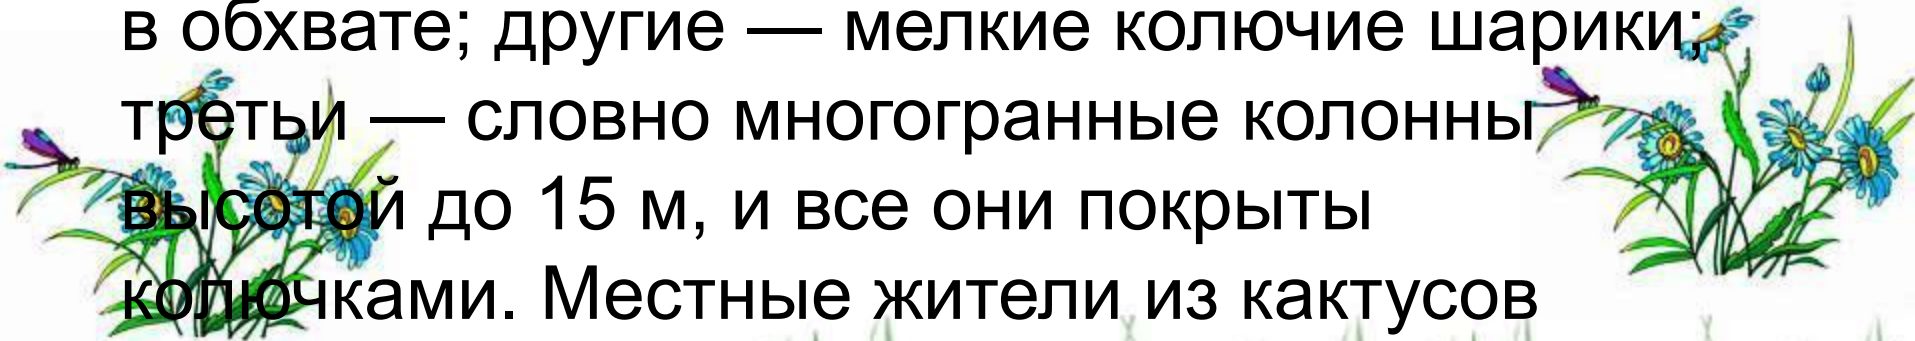 в обхвате; другие — мелкие колючие шарики;
третьи — словно многогранные колонны
высотой до 15 м, и все они покрыты
колючками. Местные жители из кактусов